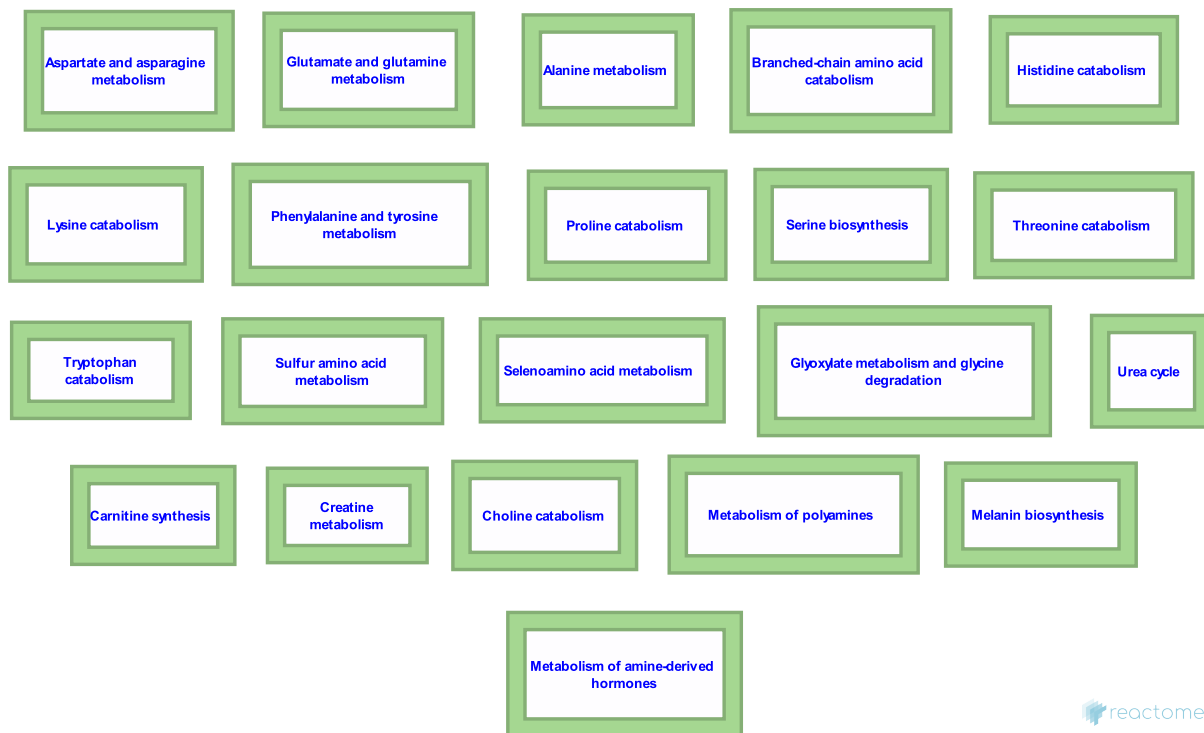 Aspartate and asparagine
metabolism
Glutamate and glutamine
metabolism
Alanine metabolism
Branched-chain amino acid
catabolism
Histidine catabolism
Lysine catabolism
Phenylalanine and tyrosine
metabolism
Proline catabolism
Serine biosynthesis
Threonine catabolism
Tryptophan
catabolism
Sulfur amino acid
metabolism
Selenoamino acid metabolism
Glyoxylate metabolism and glycine
degradation
Urea cycle
Carnitine synthesis
Creatine
metabolism
Choline catabolism
Metabolism of polyamines
Melanin biosynthesis
Metabolism of amine-derived
hormones
reactome